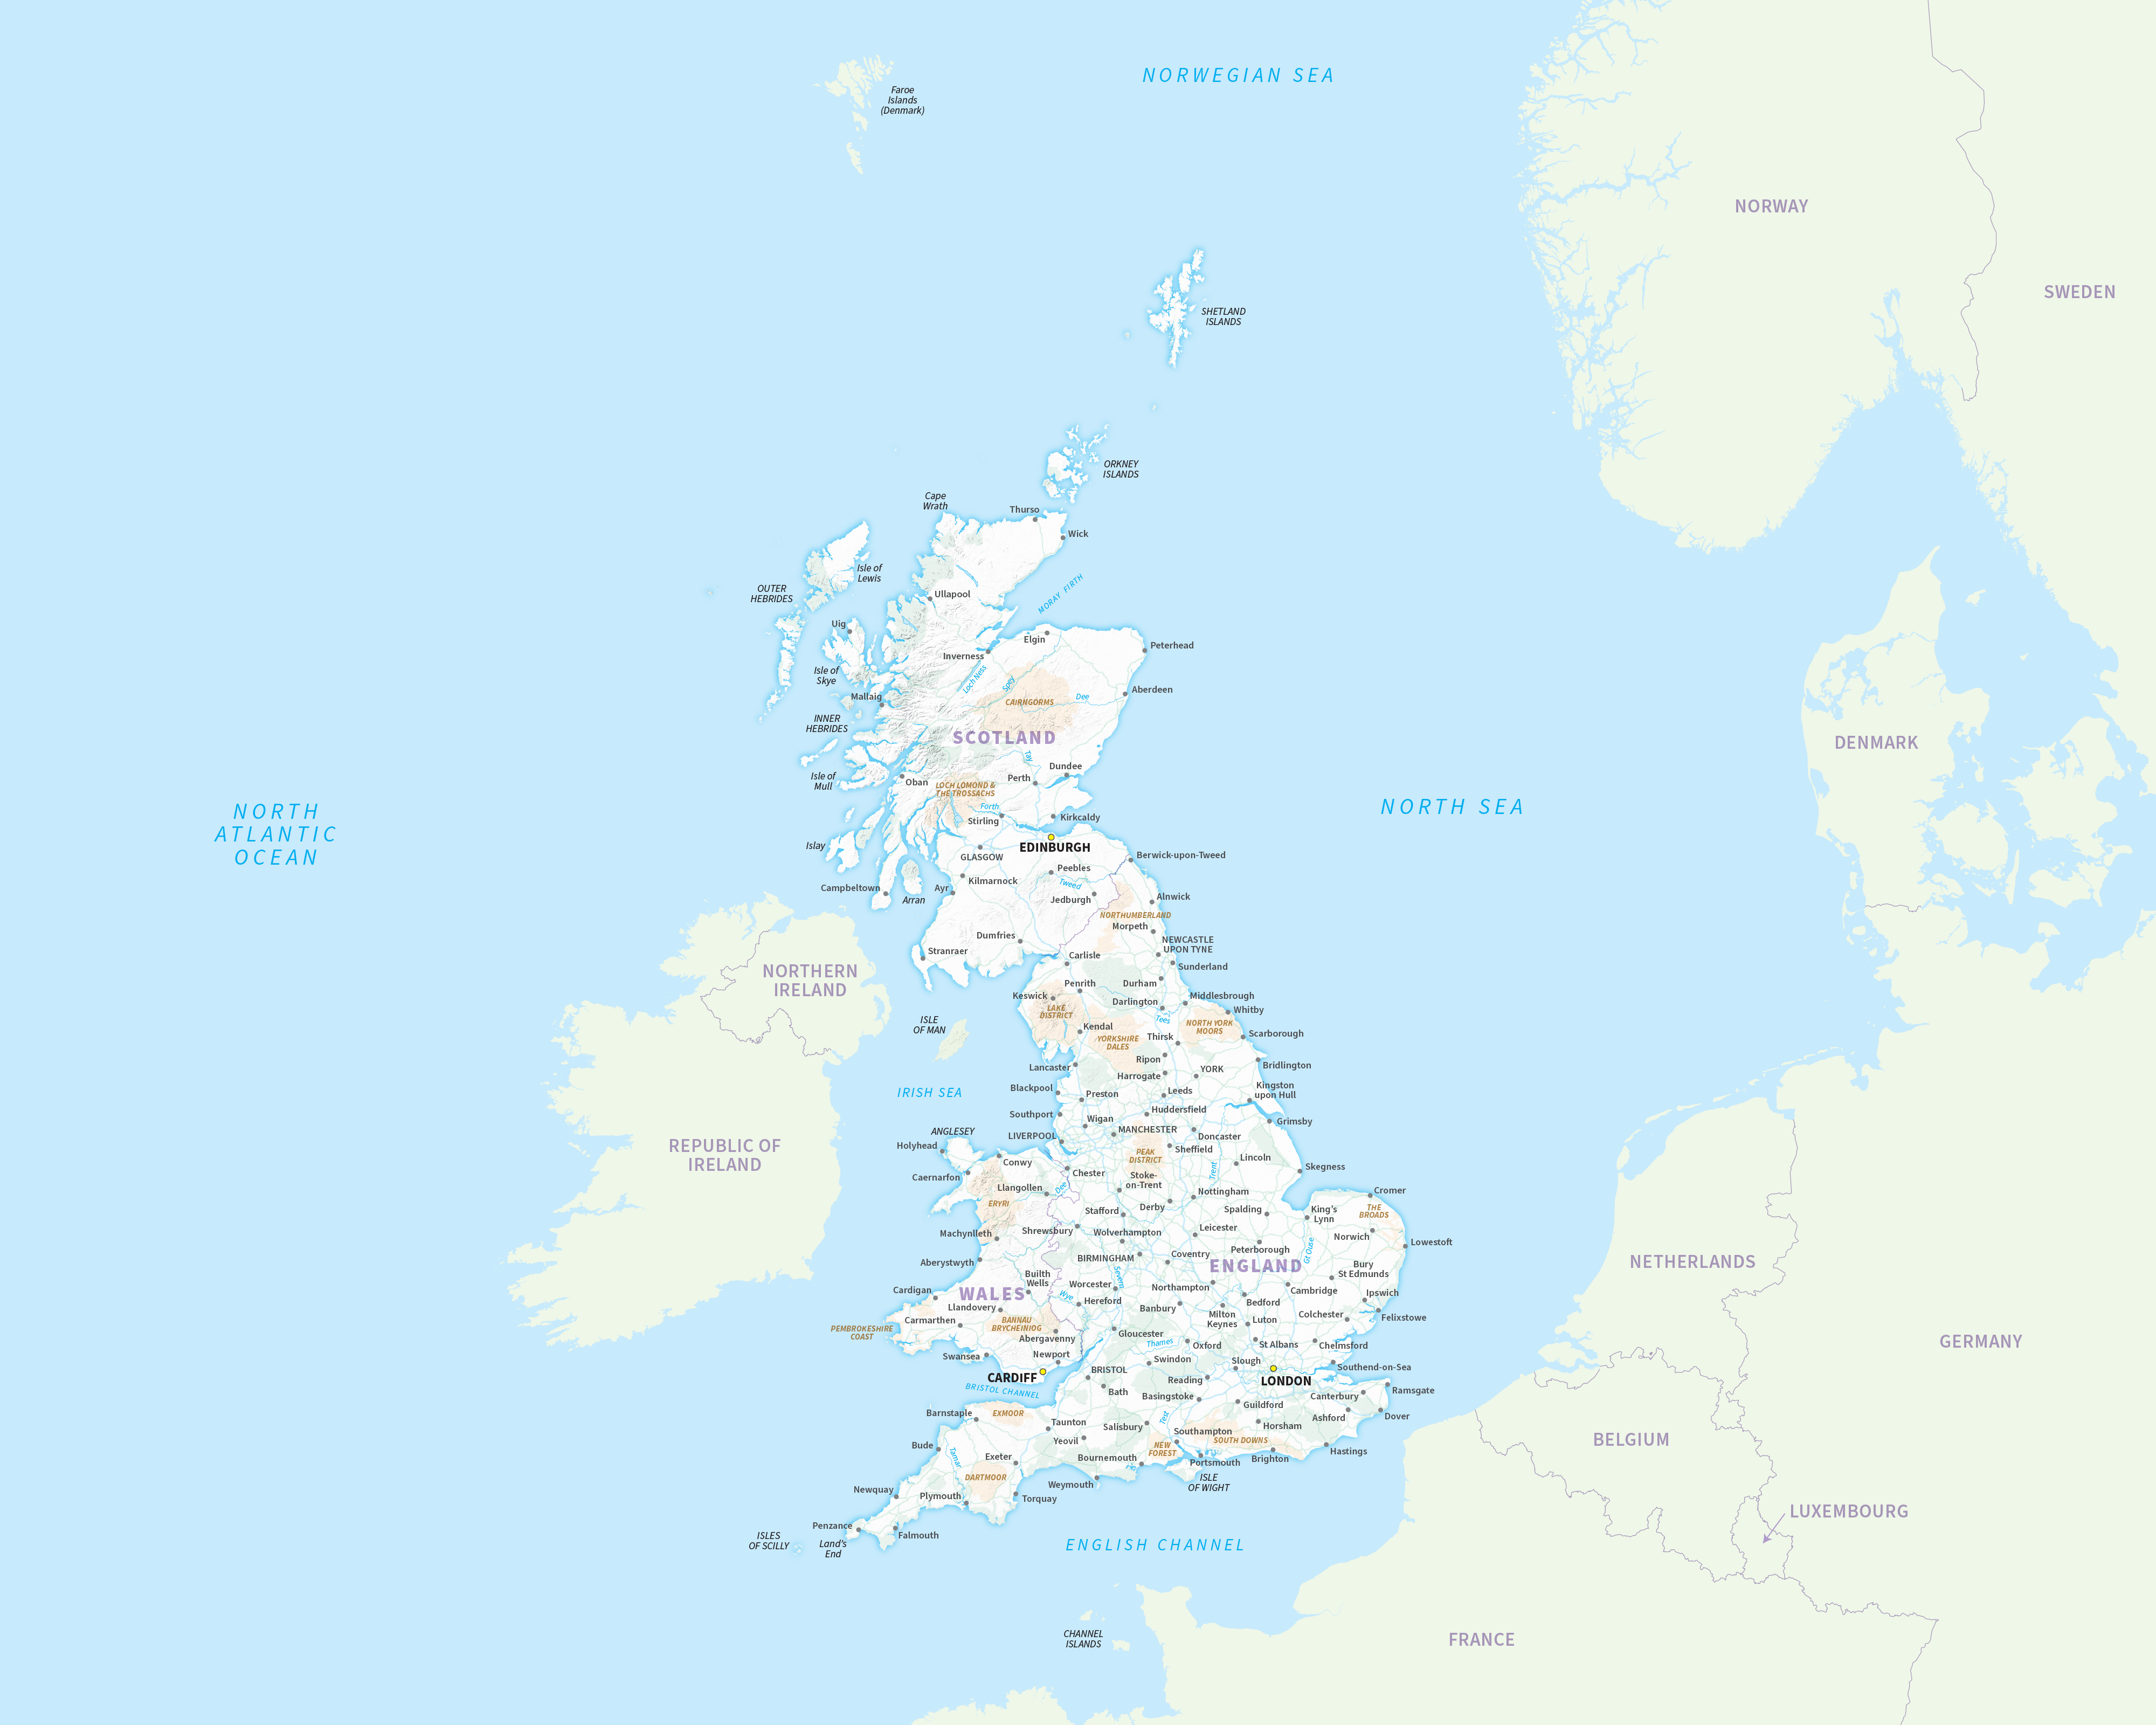 NORWEGIAN SEA
Faroe
Islands
(Denmark)
NORWAY
SWEDEN
SHETLAND
ISLANDS
ORKNEY
ISLANDS
Cape
Wrath
Thurso
Wick
Isle of
Lewis
OUTER
HEBRIDES
Ullapool
MORAY FIRTH
Uig
Elgin
Peterhead
Inverness
Loch Ness
Spey
Isle of
Skye
Mallaig
CAIRNGORMS
Dee
Aberdeen
INNER
HEBRIDES
SCOTLAND
DENMARK
Tay
Dundee
Isle of
Mull
Oban
Perth
LOCH LOMOND &
THE TROSSACHS
Forth
Stirling
Kirkcaldy
NORTH SEA
NORTH
ATLANTIC
OCEAN
Islay
EDINBURGH
GLASGOW
Berwick-upon-Tweed
Peebles
Kilmarnock
Tweed
Campbeltown
Ayr
Arran
Jedburgh
Alnwick
NORTHUMBERLAND
Morpeth
Dumfries
NEWCASTLE
UPON TYNE
Stranraer
Carlisle
Sunderland
NORTHERN
IRELAND
Penrith
Durham
Keswick
Darlington
Middlesbrough
LAKE
DISTRICT
Whitby
ISLE
OF MAN
Tees
NORTH YORK
MOORS
Kendal
Scarborough
YORKSHIRE
DALES
Thirsk
Ripon
Bridlington
Lancaster
Harrogate
YORK
IRISH SEA
Blackpool
Preston
Leeds
Kingston
upon Hull
Southport
Huddersfield
Wigan
Grimsby
ANGLESEY
LIVERPOOL
MANCHESTER
Doncaster
Holyhead
REPUBLIC OF
IRELAND
Sheffield
PEAK
DISTRICT
Lincoln
Conwy
Skegness
Caernarfon
Chester
Stoke-
on-Trent
Trent
Llangollen
Dee
Nottingham
Cromer
ERYRI
Derby
Stafford
Spalding
King's
Lynn
THE
BROADS
Machynlleth
Shrewsbury
Wolverhampton
Leicester
Norwich
Lowestoft
BIRMINGHAM
Coventry
Peterborough
Gt Ouse
Aberystwyth
ENGLAND
NETHERLANDS
Bury
St Edmunds
Builth
Wells
Worcester
Severn
Northampton
Cardigan
WALES
Wye
Cambridge
Ipswich
Llandovery
Hereford
Banbury
Bedford
Milton
Keynes
Colchester
Felixstowe
Carmarthen
BANNAU
BRYCHEINIOG
PEMBROKESHIRE
COAST
Luton
Gloucester
Abergavenny
Thames
Oxford
St Albans
Chelmsford
GERMANY
Swansea
Newport
Swindon
Slough
Southend-on-Sea
BRISTOL
CARDIFF
Reading
LONDON
BRISTOL CHANNEL
Bath
Basingstoke
Canterbury
Ramsgate
Guildford
Barnstaple
EXMOOR
Taunton
Salisbury
Test
Horsham
Ashford
Dover
Yeovil
Southampton
Bude
NEW
FOREST
SOUTH DOWNS
BELGIUM
Tamar
Exeter
Bournemouth
Portsmouth
Brighton
Hastings
DARTMOOR
Weymouth
ISLE
OF WIGHT
Newquay
Plymouth
Torquay
LUXEMBOURG
Penzance
Falmouth
ISLES
OF SCILLY
Land's
End
ENGLISH CHANNEL
CHANNEL
ISLANDS
FRANCE